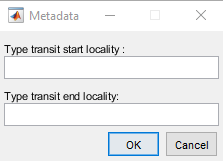 Metadata
Type transit start locality :
Type transit end locality:
OK
Cancel